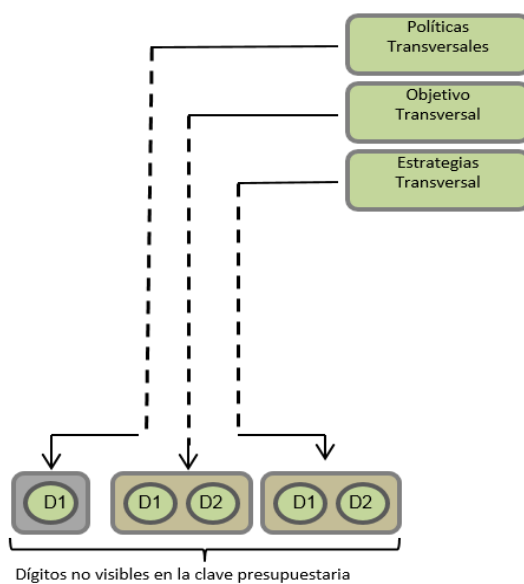 Políticas
Transversales
Objetivo
Transversal
Estrategias
Transversal
D1
D1 D2
D1 D2
Dígitos no visibles en la clave presupuestaria